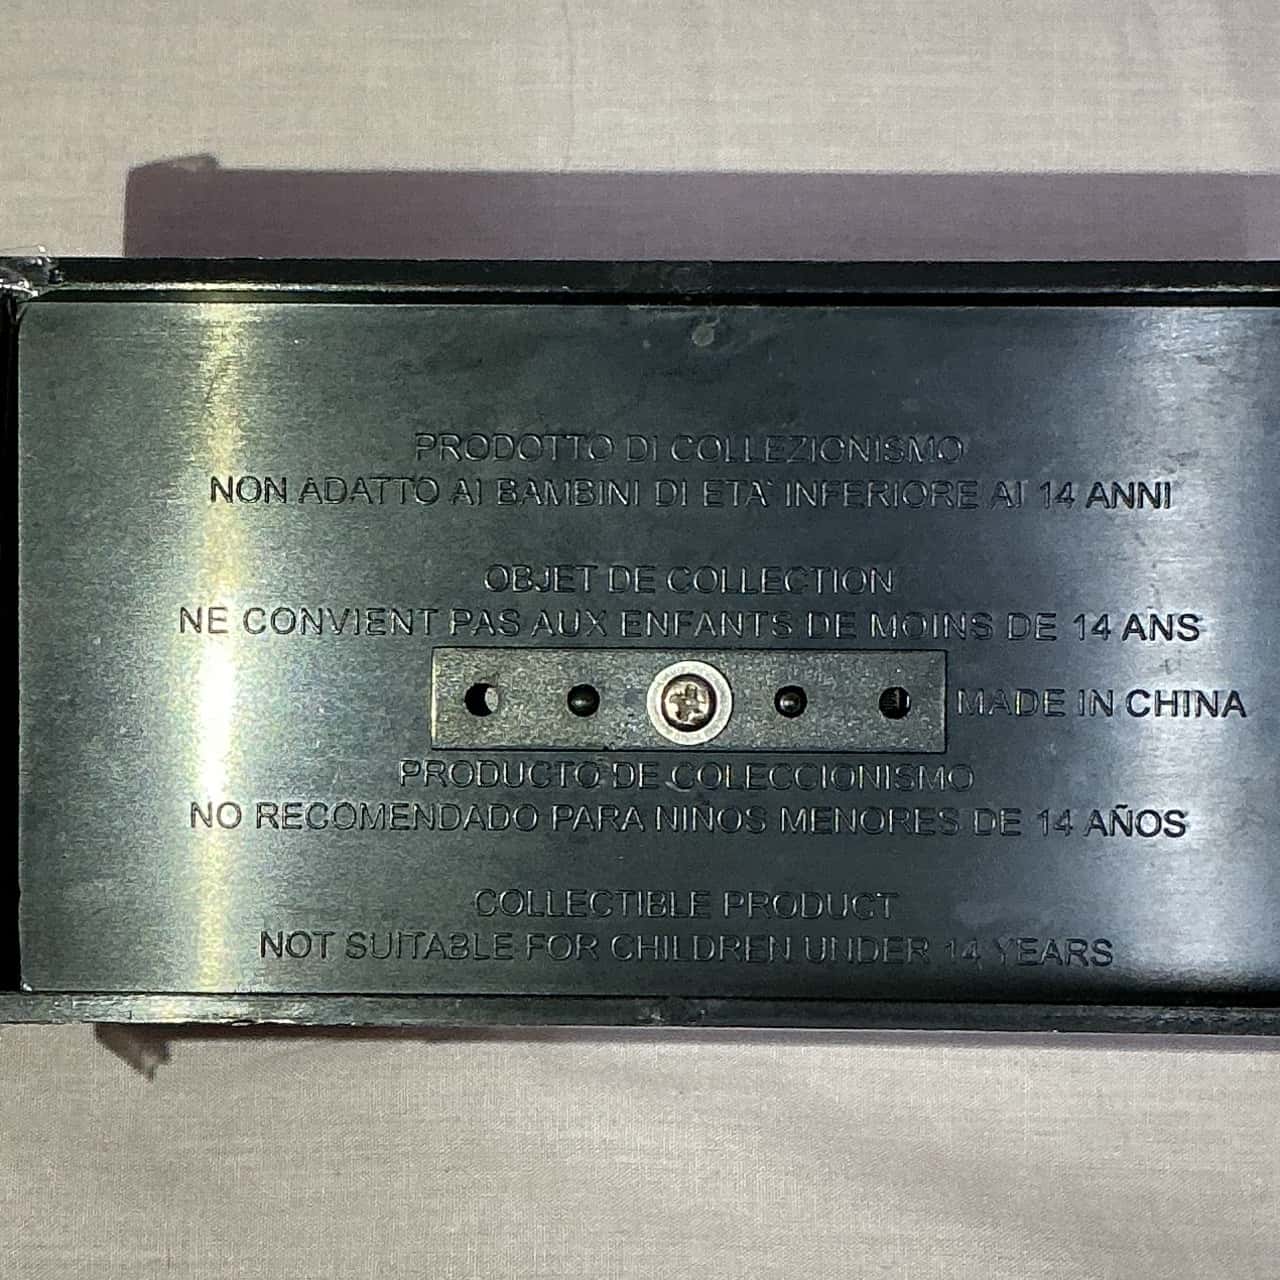 PRODOTTO DI COLLEZIONISMO
NON ADATTO AI BAMBINI DI ETA' INFERIORE AI 14 ANNI
OBJET DE COLLECTION
NE CONVIENT PAS AUX ENFANTS DE MOINS DE 14 ANS
MADE IN CHINA
PRODUCTO DE COLECCIONISMO
NO RECOMENDADO PARA NIÑOS MENORES DE 14 AÑOS
COLLECTIBLE PRODUCT
NOT SUITABLE FOR CHILDREN UNDER 14 YEARS